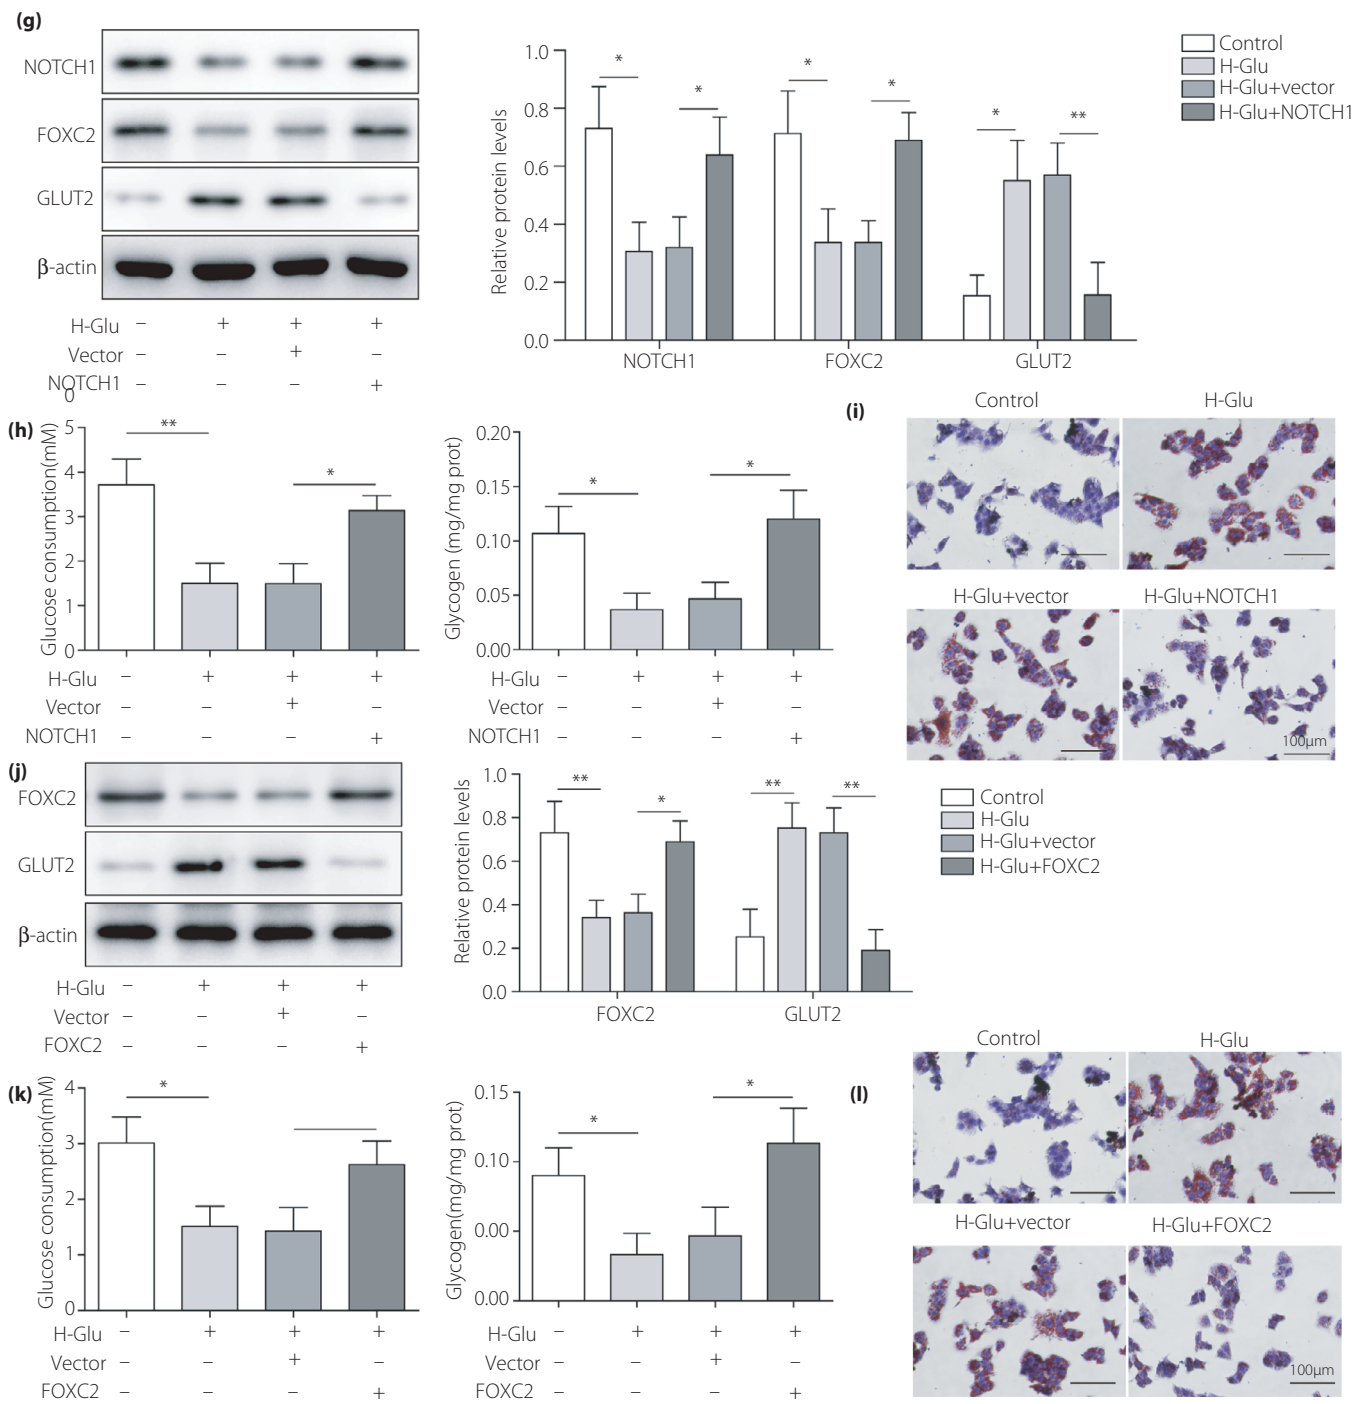 (g)
NOTCH1
FOXC2
GLUT2
β-actin
H-Glu − + + +
Vector − − + −
NOTCH1 − − − +
0
Relative protein levels
1.0
0.8
0.6
0.4
0.2
0.0
* * * * * **
NOTCH1 FOXC2 GLUT2
Control
H-Glu
H-Glu+vector
H-Glu+NOTCH1
(h)
Glucose consumption(mM)
5
4
3
2
1
0
** *
H-Glu − + + +
Vector − − + −
NOTCH1 − − − +
Glycogen (mg/mg prot)
0.20
0.15
0.10
0.05
0.00
* *
H-Glu − + + +
Vector − − + −
NOTCH1 − − − +
(i)
Control H-Glu
H-Glu+vector H-Glu+NOTCH1
100μm
(j)
FOXC2
GLUT2
β-actin
H-Glu − + + +
Vector − − + −
FOXC2 − − − +
Relative protein levels
1.0
0.8
0.6
0.4
0.2
0.0
** * ** **
FOXC2 GLUT2
Control
H-Glu
H-Glu+vector
H-Glu+FOXC2
(k)
Glucose consumption(mM)
4
3
2
1
0
*
H-Glu − + + +
Vector − − + −
FOXC2 − − − +
Glycogen(mg/mg prot)
0.15
0.10
0.00
0.00
* *
H-Glu − + + +
Vector − − + −
FOXC2 − − − +
(l)
Control H-Glu
H-Glu+vector H-Glu+FOXC2
100μm